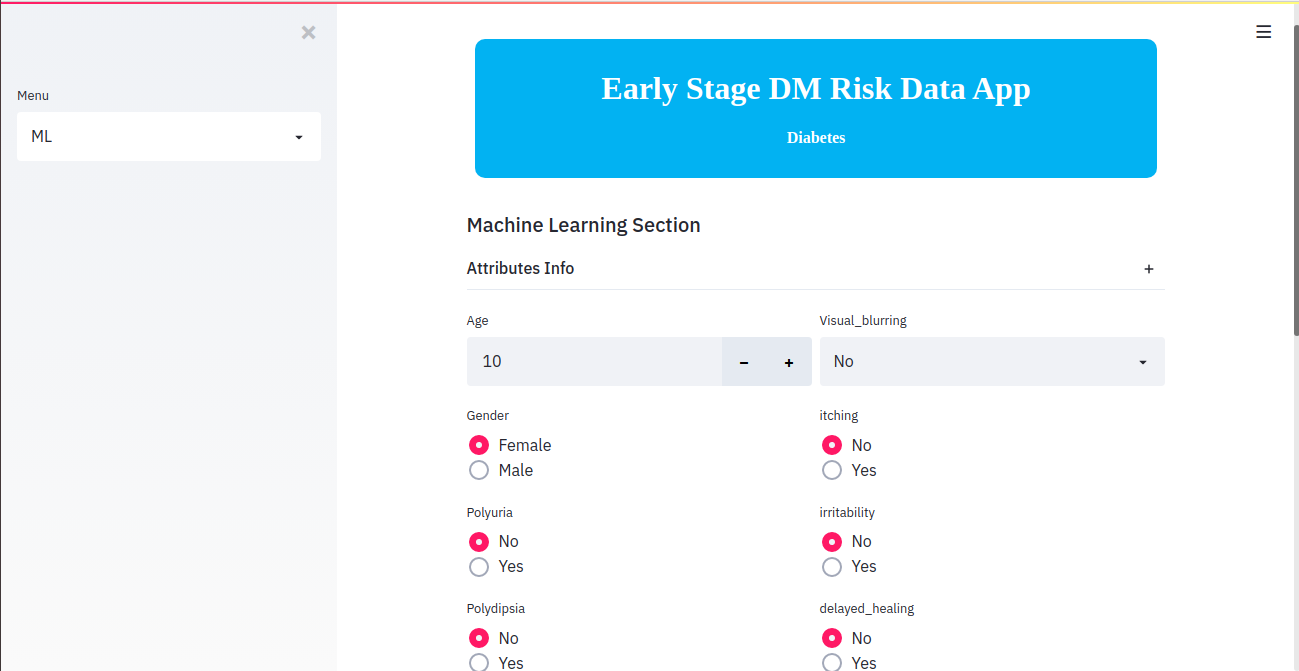 Menu
ML
Early Stage DM Risk Data App
Diabetes
Machine Learning Section
Attributes Info
Age
10
Gender
Female
Male
Polyuria
No
Yes
Polydipsia
No
Yes
Visual_blurring
No
itching
No
Yes
irritability
No
Yes
delayed_healing
No
Yes